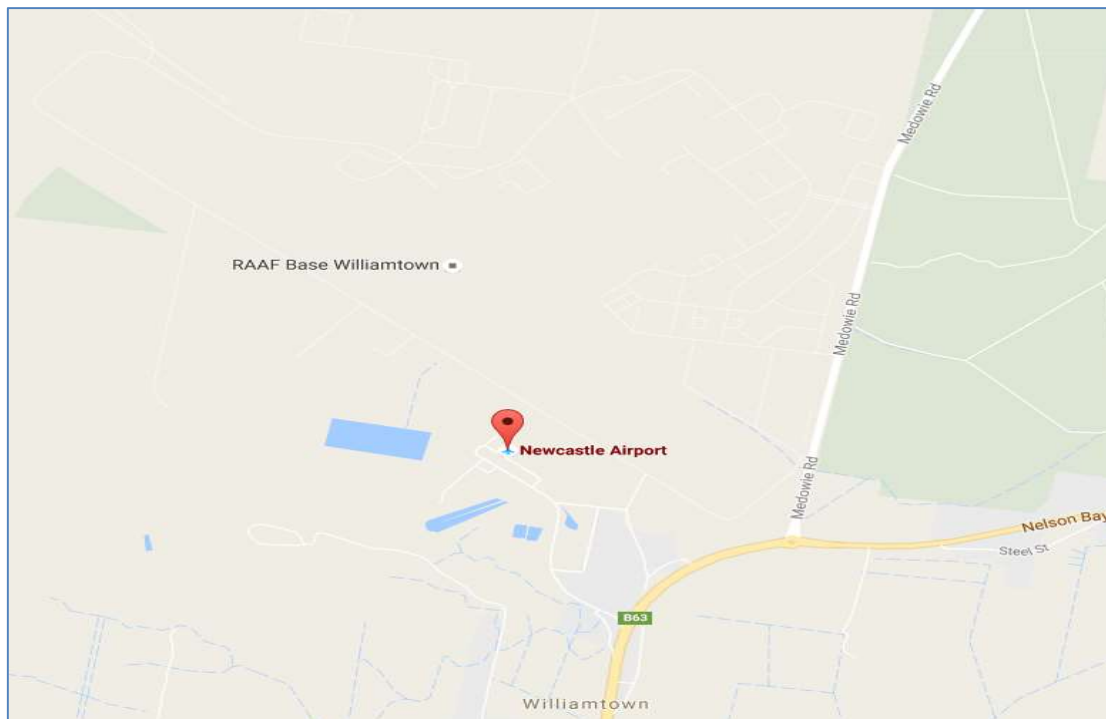 Medowie Rd
RAAF Base Williamtown
Medowie Rd
Newcastle Airport
Medowie Rd
Nelson Bay
Steel St
B63
Williamtown